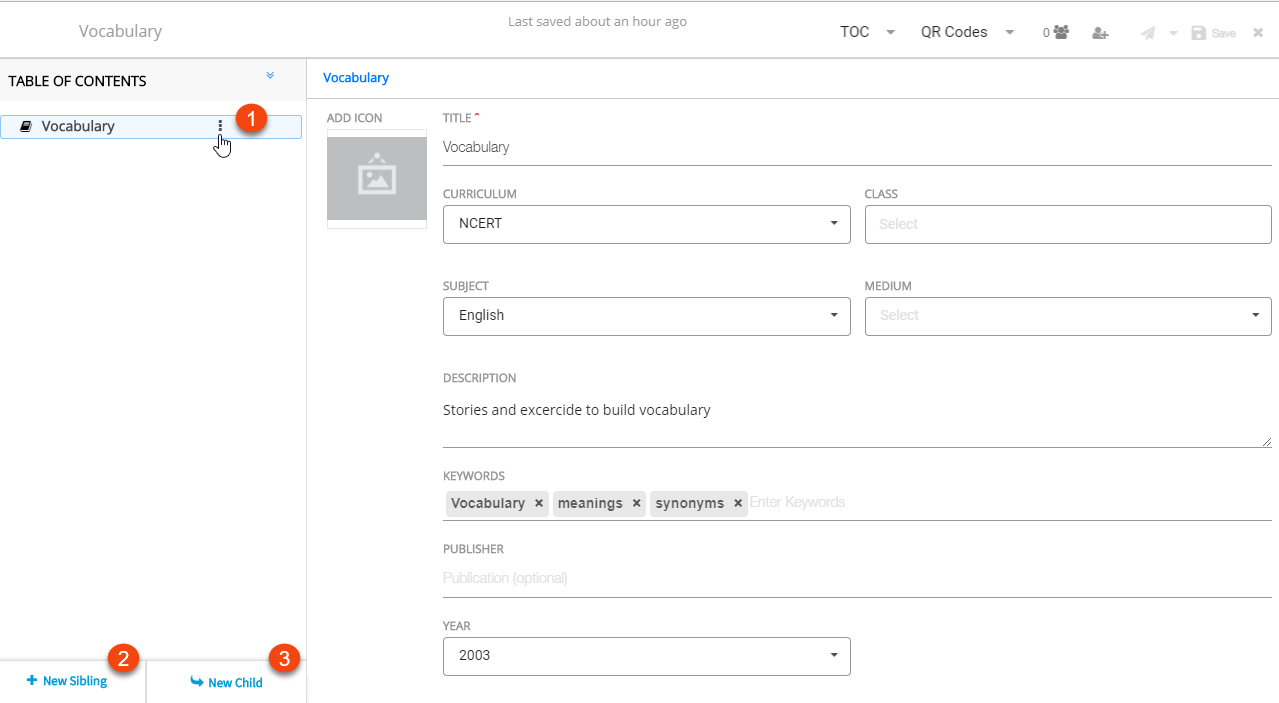 Vocabulary
Last saved about an hour ago
TOC
QR Codes
0
Save
TABLE OF CONTENTS
Vocabulary
1
2
New Sibling
3
New Child
Vocabulary
ADD ICON
TITLE *
Vocabulary
CURRICULUM
NCERT
CLASS
Select
SUBJECT
English
MEDIUM
Select
DESCRIPTION
Stories and excercide to build vocabulary
KEYWORDS
Vocabulary × meanings × synonyms × Enter Keywords
PUBLISHER
Publication (optional)
YEAR
2003